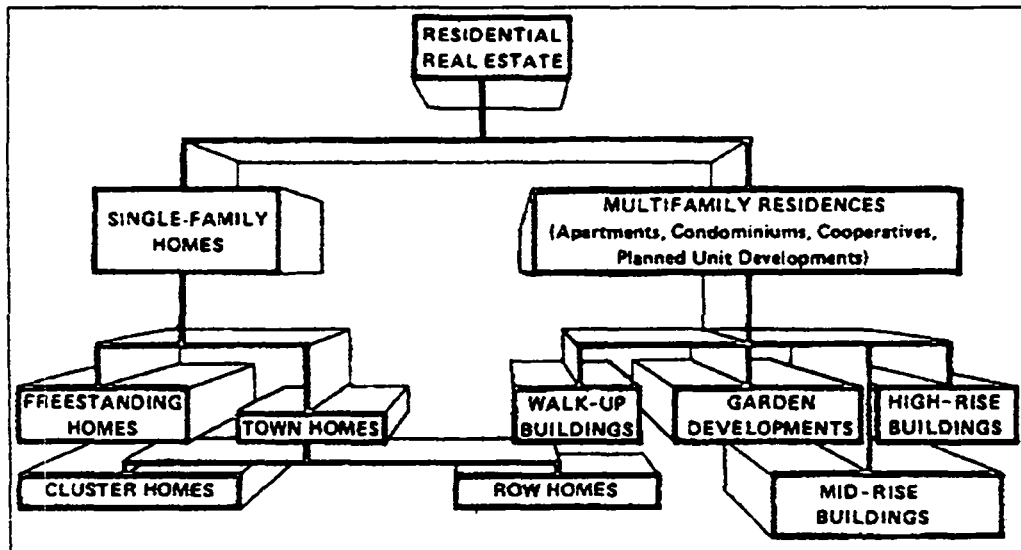 RESIDENTIAL
REAL ESTATE
SINGLE-FAMILY
HOMES
MULTIFAMILY RESIDENCES
(Apartments, Condominiums, Cooperatives,
Planned Unit Developments)
FREESTANDING
HOMES
TOWN HOMES
WALK-UP
BUILDINGS
GARDEN
DEVELOPMENTS
HIGH-RISE
BUILDINGS
CLUSTER HOMES
ROW HOMES
MID-RISE
BUILDINGS